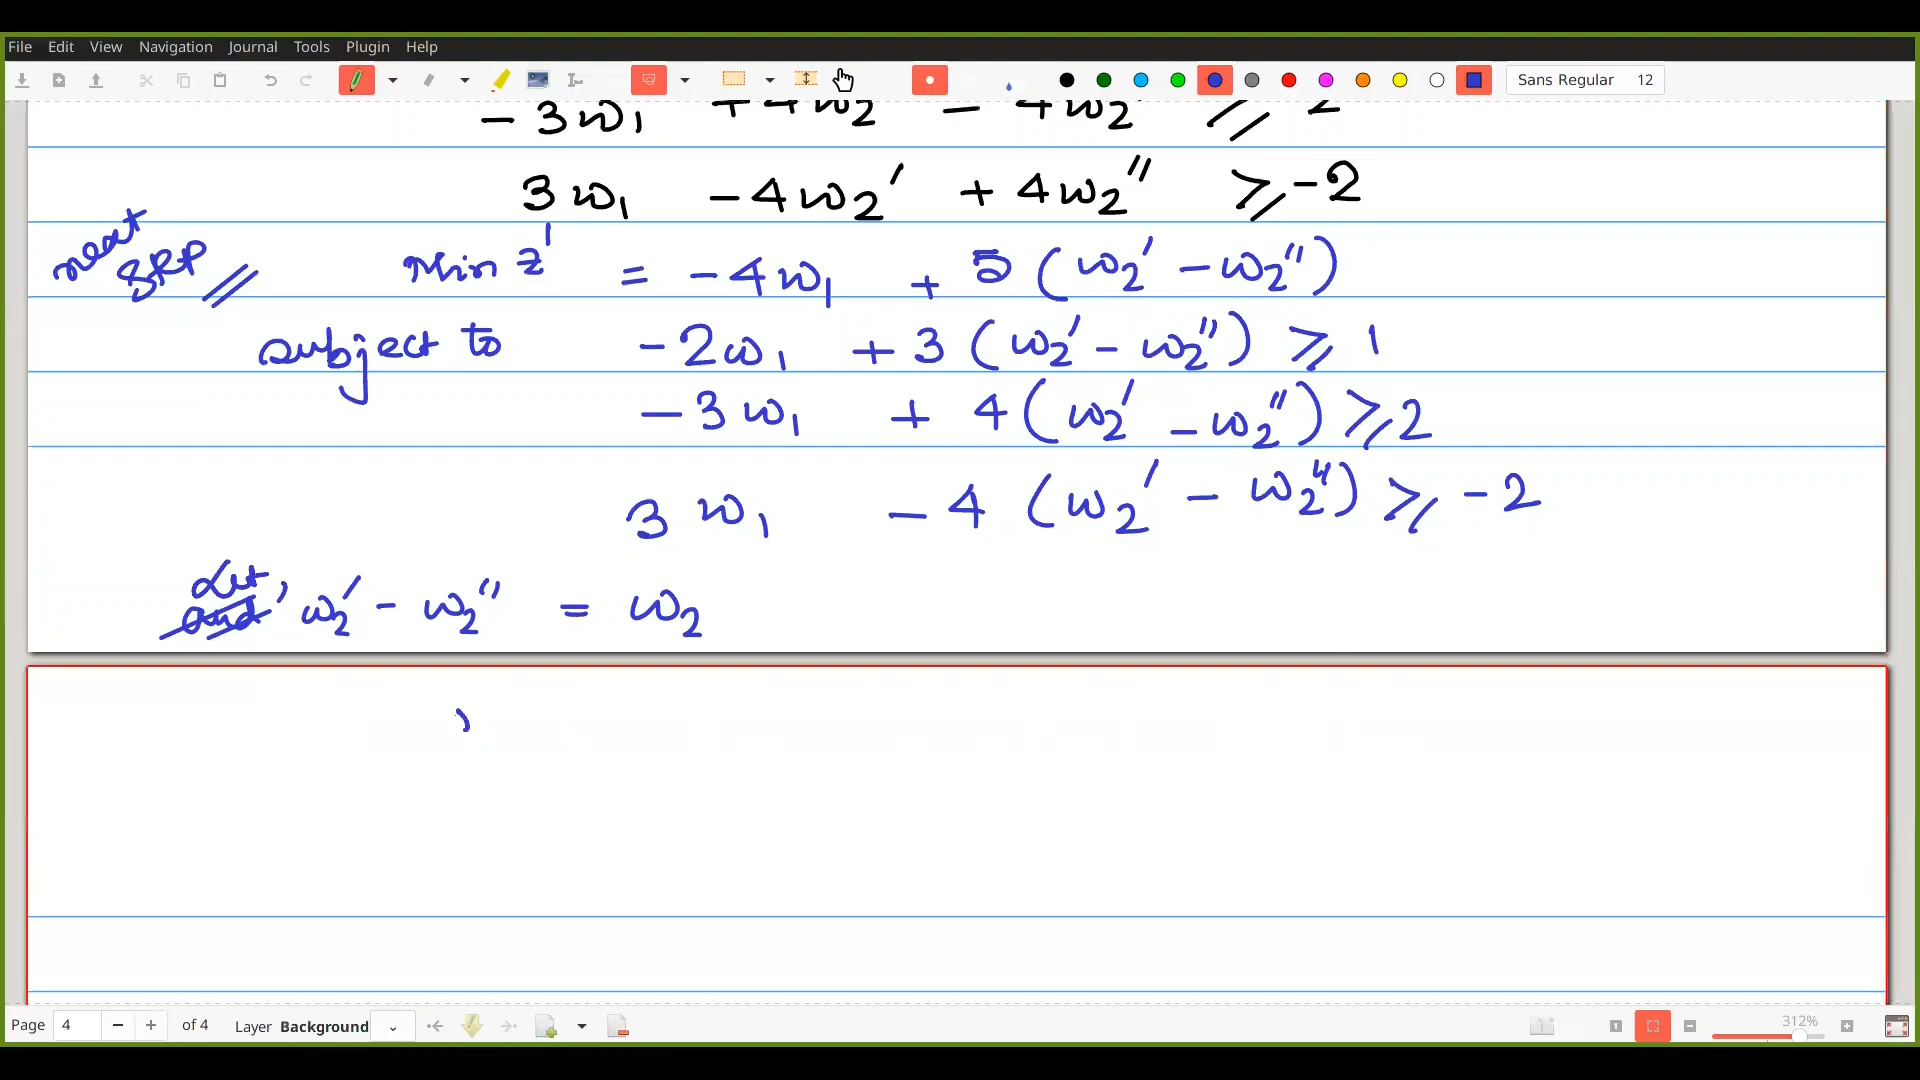 File Edit View Navigation Journal Tools Plugin Help
Sans Regular 12
- 3w₁ + 4w₂' - 4w₂'' ⩾ 2
3w₁ - 4w₂' + 4w₂'' ⩾ -2
next step Min z' = -4w₁ + 5 (w₂' - w₂'')
subject to -2w₁ + 3 (w₂' - w₂'') ⩾ 1
- 3w₁ + 4 (w₂' - w₂'') ⩾ 2
3w₁ - 4 (w₂' - w₂'') ⩾ -2
Let, w₂' - w₂'' = w₂
and
Page 4 of 4 Layer Background 312%